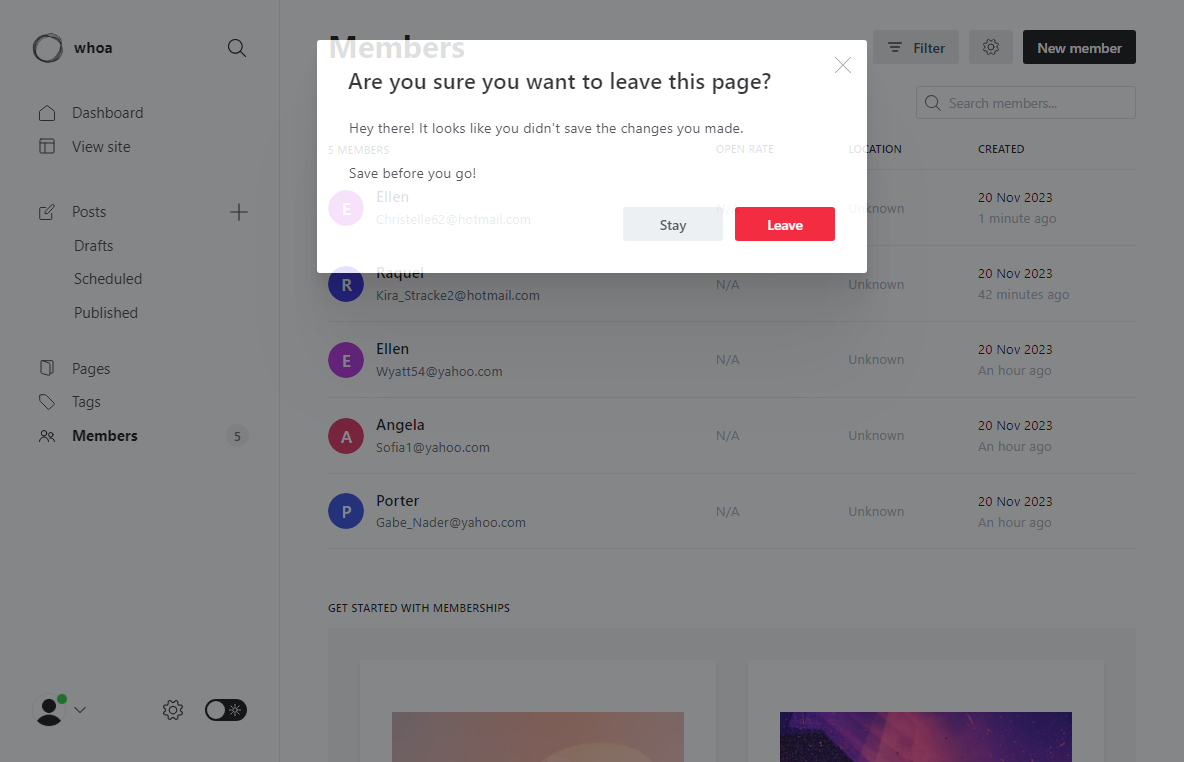 whoa
Dashboard
View site
Posts
Drafts
Scheduled
Published
Pages
Tags
Members 5
Members
Filter
New member
Search members...
Are you sure you want to leave this page?
Hey there! It looks like you didn't save the changes you made.
Save before you go!
Stay
Leave
5 MEMBERS OPEN RATE LOCATION CREATED
E Ellen N/A Unknown 20 Nov 2023
Christelle62@hotmail.com 1 minute ago
R Raquel N/A Unknown 20 Nov 2023
Kira_Stracke2@hotmail.com 42 minutes ago
E Ellen N/A Unknown 20 Nov 2023
Wyatt54@yahoo.com An hour ago
A Angela N/A Unknown 20 Nov 2023
Sofia1@yahoo.com An hour ago
P Porter N/A Unknown 20 Nov 2023
Gabe_Nader@yahoo.com An hour ago
GET STARTED WITH MEMBERSHIPS